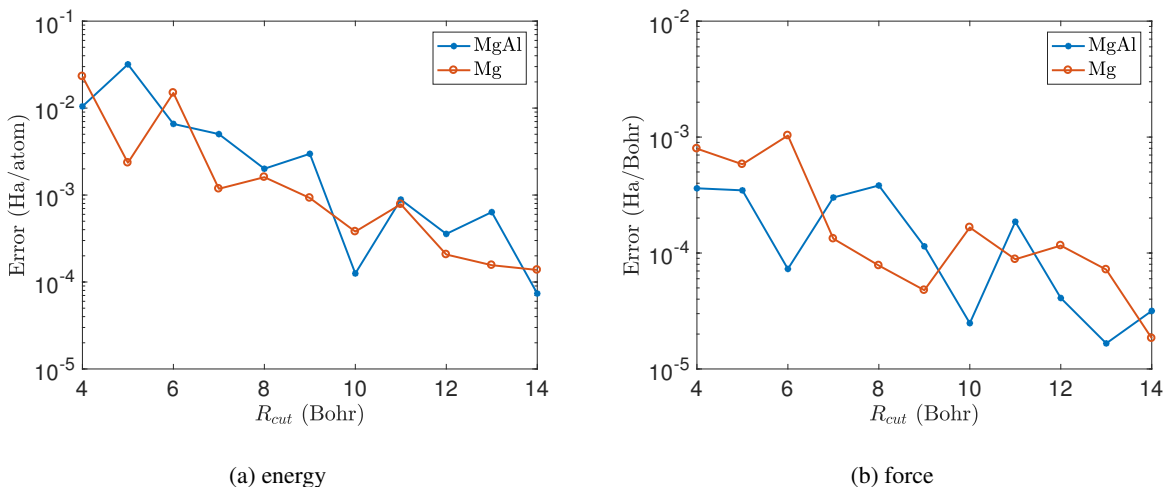 10^-1
10^-2
10^-3
10^-4
10^-5
Error (Ha/atom)
4 6 8 10 12 14
R_cut (Bohr)
MgAl
Mg
(a) energy
10^-2
10^-3
10^-4
10^-5
Error (Ha/Bohr)
4 6 8 10 12 14
R_cut (Bohr)
MgAl
Mg
(b) force